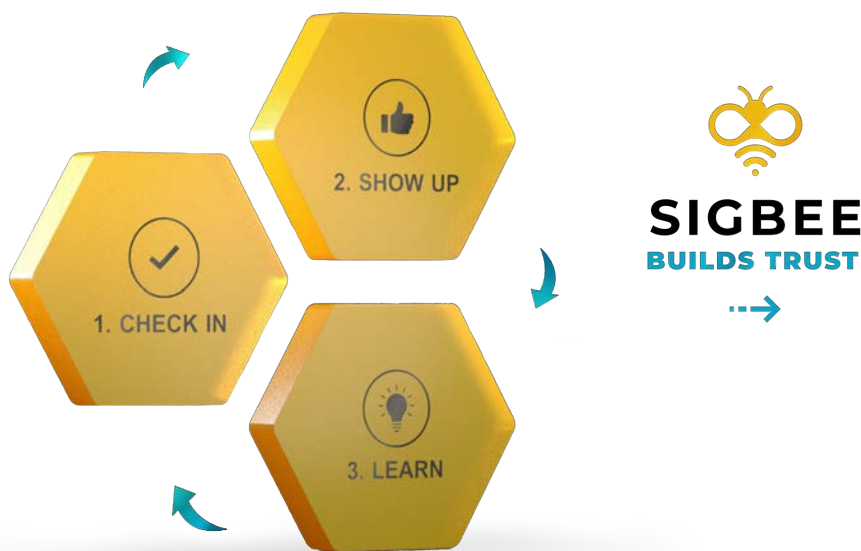 1. CHECK IN
2. SHOW UP
3. LEARN
SIGBEE
BUILDS TRUST